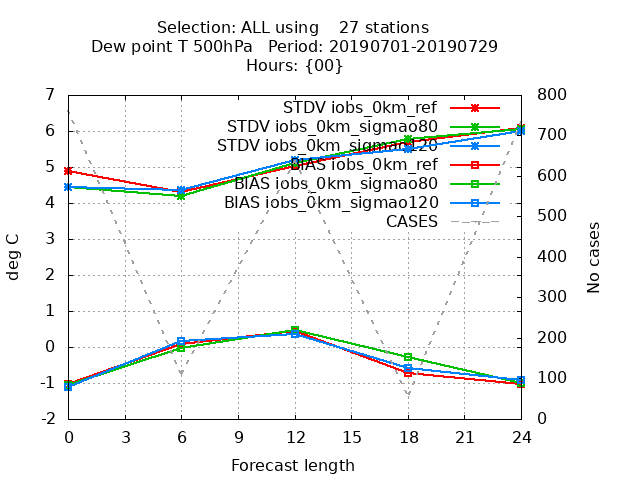 Selection: ALL using 27 stations
Dew point T 500hPa Period: 20190701-20190729
Hours: {00}
STDV iobs_0km_ref
STDV iobs_0km_sigmao80
STDV iobs_0km_sigmao120
BIAS iobs_0km_ref
BIAS iobs_0km_sigmao80
BIAS iobs_0km_sigmao120
CASES
deg C
7
6
5
4
3
2
1
0
-1
-2
No cases
800
700
600
500
400
300
200
100
0
0 3 6 9 12 15 18 21 24
Forecast length